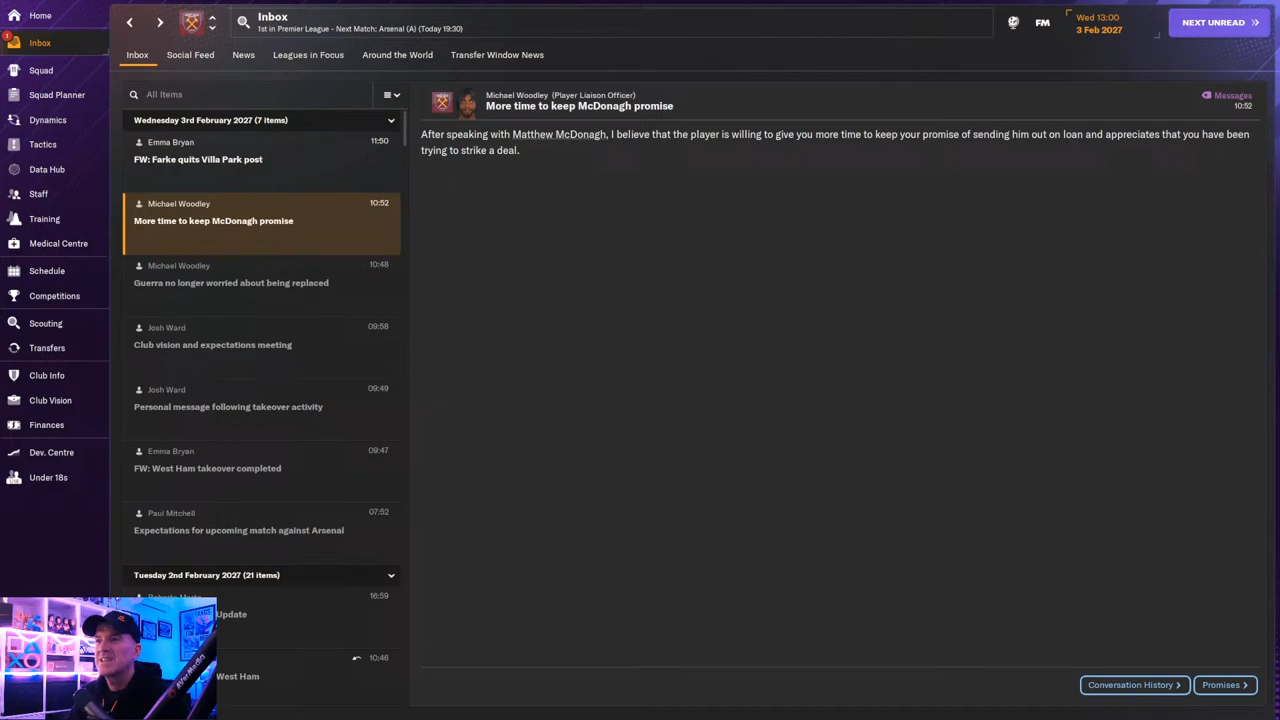 Home
Inbox
1
Squad
Squad Planner
Dynamics
Tactics
Data Hub
Staff
Training
Medical Centre
Schedule
Competitions
Scouting
Transfers
Club Info
Club Vision
Finances
Dev. Centre
Under 18s
Inbox
1st in Premier League - Next Match: Arsenal (A) (Today 19:30)
FM
Wed 13:00
3 Feb 2027
NEXT UNREAD
Inbox
Social Feed
News
Leagues in Focus
Around the World
Transfer Window News
All Items
Wednesday 3rd February 2027 (7 items)
Emma Bryan 11:50
FW: Farke quits Villa Park post
Michael Woodley 10:52
More time to keep McDonagh promise
Michael Woodley 10:48
Guerra no longer worried about being replaced
Josh Ward 09:58
Club vision and expectations meeting
Josh Ward 09:49
Personal message following takeover activity
Emma Bryan 09:47
FW: West Ham takeover completed
Paul Mitchell 07:52
Expectations for upcoming match against Arsenal
Tuesday 2nd February 2027 (21 items)
16:59
Update
10:46
West Ham
Michael Woodley (Player Liaison Officer)
More time to keep McDonagh promise
Messages
10:52
After speaking with Matthew McDonagh, I believe that the player is willing to give you more time to keep your promise of sending him out on loan and appreciates that you have been
trying to strike a deal.
Conversation History
Promises
AVerMedia